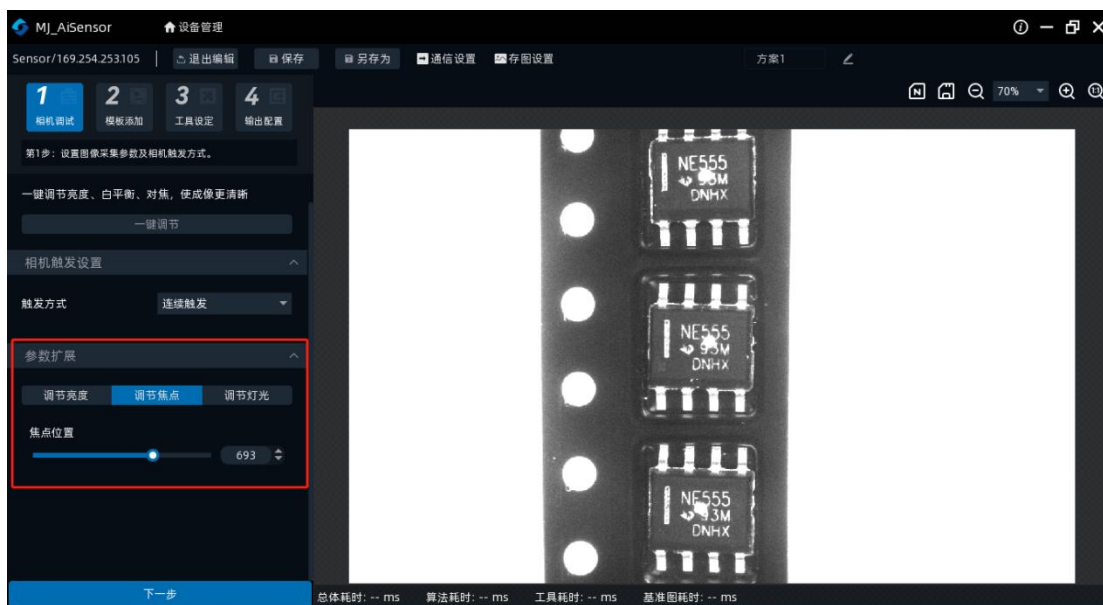 MJ_AiSensor 设备管理
Sensor/169.254.253.105 退出编辑 保存 另存为 通信设置 存图设置 方案1
1 2 3 4
相机调试 模板添加 工具设定 输出配置
70%
第1步：设置图像采集参数及相机触发方式。
一键调节亮度、白平衡、对焦，使成像更清晰
一键调节
相机触发设置
触发方式 连续触发
参数扩展
调节亮度 调节焦点 调节灯光
焦点位置
693
下一步
NE555
93M
DNHX
NE555
93M
DNHX
NE555
93M
DNHX
总体耗时: -- ms 算法耗时: -- ms 工具耗时: -- ms 基准图耗时: -- ms